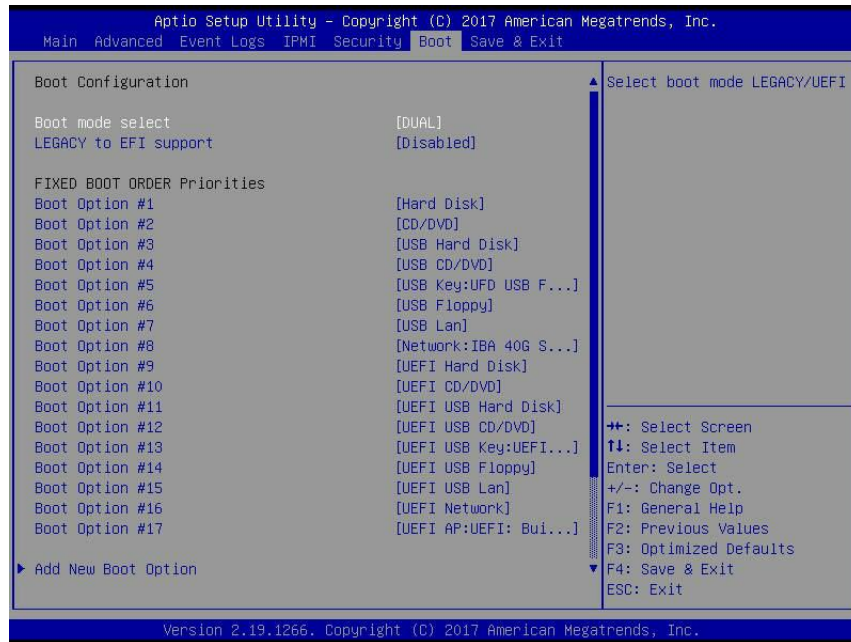 Aptio Setup Utility – Copyright (C) 2017 American Megatrends, Inc.
Main Advanced Event Logs IPMI Security Boot Save & Exit
Boot Configuration
Boot mode select [DUAL]
LEGACY to EFI support [Disabled]
FIXED BOOT ORDER Priorities
Boot Option #1 [Hard Disk]
Boot Option #2 [CD/DVD]
Boot Option #3 [USB Hard Disk]
Boot Option #4 [USB CD/DVD]
Boot Option #5 [USB Key:UFD USB F...]
Boot Option #6 [USB Floppy]
Boot Option #7 [USB Lan]
Boot Option #8 [Network:IBA 40G S...]
Boot Option #9 [UEFI Hard Disk]
Boot Option #10 [UEFI CD/DVD]
Boot Option #11 [UEFI USB Hard Disk]
Boot Option #12 [UEFI USB CD/DVD]
Boot Option #13 [UEFI USB Key:UEFI...]
Boot Option #14 [UEFI USB Floppy]
Boot Option #15 [UEFI USB Lan]
Boot Option #16 [UEFI Network]
Boot Option #17 [UEFI AP:UEFI: Bui...]
Add New Boot Option
Select boot mode LEGACY/UEFI
→←: Select Screen
↑↓: Select Item
Enter: Select
+/-: Change Opt.
F1: General Help
F2: Previous Values
F3: Optimized Defaults
F4: Save & Exit
ESC: Exit
Version 2.19.1266. Copyright (C) 2017 American Megatrends, Inc.